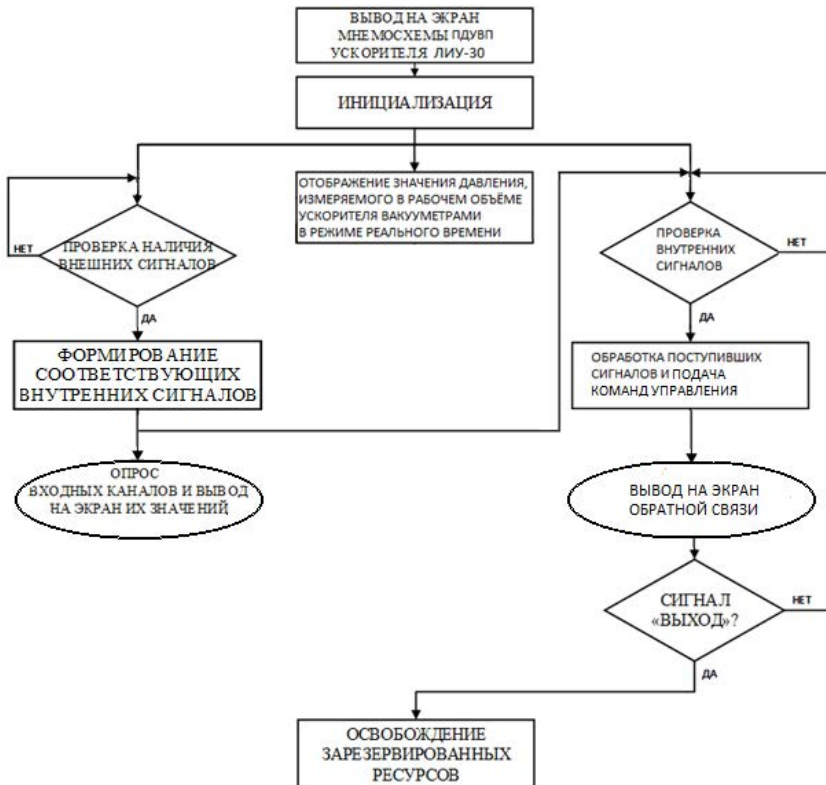 ВЫВОД НА ЭКРАН
МНЕМОСХЕМЫ ПДУВП
УСКОРИТЕЛЯ ЛИУ-30
ИНИЦИАЛИЗАЦИЯ
ОТОБРАЖЕНИЕ ЗНАЧЕНИЯ ДАВЛЕНИЯ,
ИЗМЕРЯЕМОГО В РАБОЧЕМ ОБЪЁМЕ
УСКОРИТЕЛЯ ВАКУУМЕТРАМИ
В РЕЖИМЕ РЕАЛЬНОГО ВРЕМЕНИ
НЕТ
ПРОВЕРКА НАЛИЧИЯ
ВНЕШНИХ СИГНАЛОВ
ДА
ФОРМИРОВАНИЕ
СООТВЕТСТВУЮЩИХ
ВНУТРЕННИХ СИГНАЛОВ
ОПРОС
ВХОДНЫХ КАНАЛОВ И ВЫВОД
НА ЭКРАН ИХ ЗНАЧЕНИЙ
ПРОВЕРКА
ВНУТРЕННИХ
СИГНАЛОВ
НЕТ
ДА
ОБРАБОТКА ПОСТУПИВШИХ
СИГНАЛОВ И ПОДАЧА
КОМАНД УПРАВЛЕНИЯ
ВЫВОД НА ЭКРАН
ОБРАТНОЙ СВЯЗИ
СИГНАЛ
«ВЫХОД»?
НЕТ
ДА
ОСВОБОЖДЕНИЕ
ЗАРЕЗЕРВИРОВАННЫХ
РЕСУРСОВ